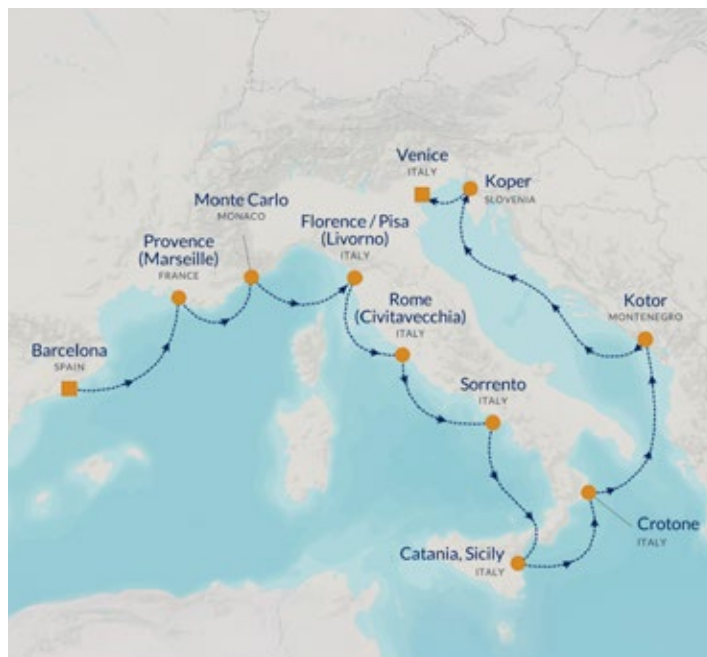 Venice
ITALY
Koper
SLOVENIA
Monte Carlo
MONACO
Florence / Pisa
(Livorno)
ITALY
Provence
(Marseille)
FRANCE
Rome
(Civitavecchia)
ITALY
Kotor
MONTENEGRO
Barcelona
SPAIN
Sorrento
ITALY
Crotone
ITALY
Catania, Sicily
ITALY